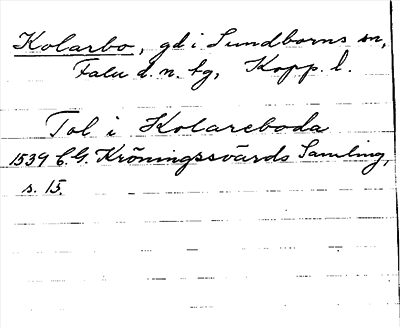 Kolarbo, gd i Sundborns sn,
Falu d. n. tg, Kopp. l.
Tol i Kolareboda
1539 C.G. Kröningssvärds Samling,
s. 15.